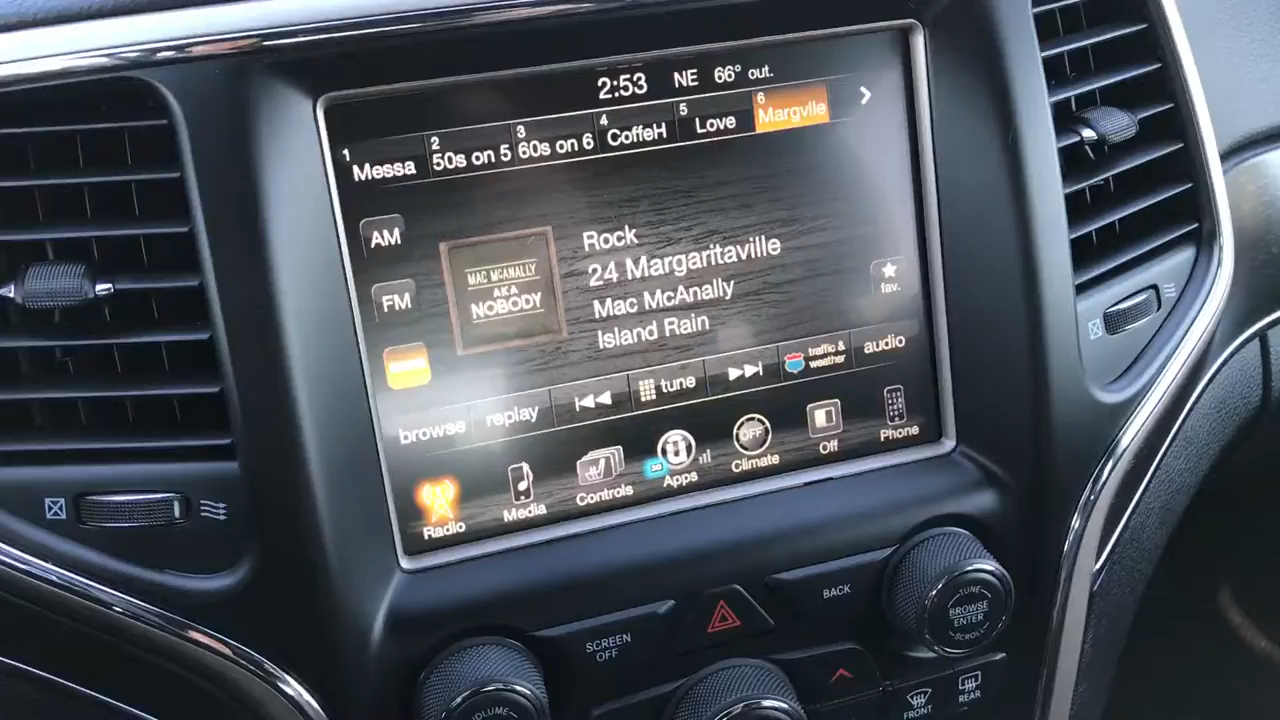 2:53 NE 66° out.
1 Messa 2 50s on 5 3 60s on 6 4 CoffeH 5 Love 6 Margvlle
AM
FM
MAC MCANALLY
AKA
NOBODY
Rock
24 Margaritaville
Mac McAnally
Island Rain
fav.
browse replay tune traffic & weather audio
Radio Media Controls Apps Climate OFF Off Phone
SCREEN OFF
BACK
TUNE
BROWSE
ENTER
SCROLL
VOLUME
FRONT
REAR